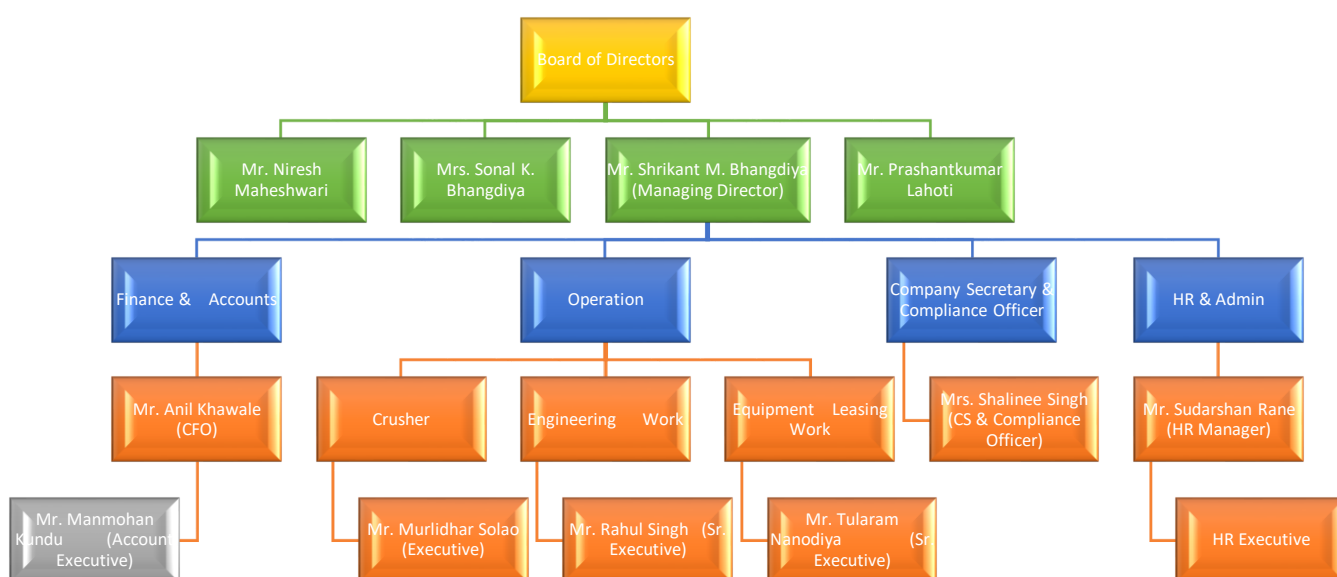 Board of Directors
Mr. Niresh
Maheshwari
Mrs. Sonal K.
Bhangdiya
Mr. Shrikant M. Bhangdiya
(Managing Director)
Mr. Prashantkumar
Lahoti
Finance & Accounts
Operation
Company Secretary &
Compliance Officer
HR & Admin
Mr. Anil Khawale
(CFO)
Crusher
Engineering Work
Equipment Leasing
Work
Mrs. Shalinee Singh
(CS & Compliance
Officer)
Mr. Sudarshan Rane
(HR Manager)
Mr. Manmohan
Kundu (Account
Executive)
Mr. Murlidhar Solao
(Executive)
Mr. Rahul Singh (Sr.
Executive)
Mr. Tularam
Nanodiya (Sr
Executive)
HR Executive